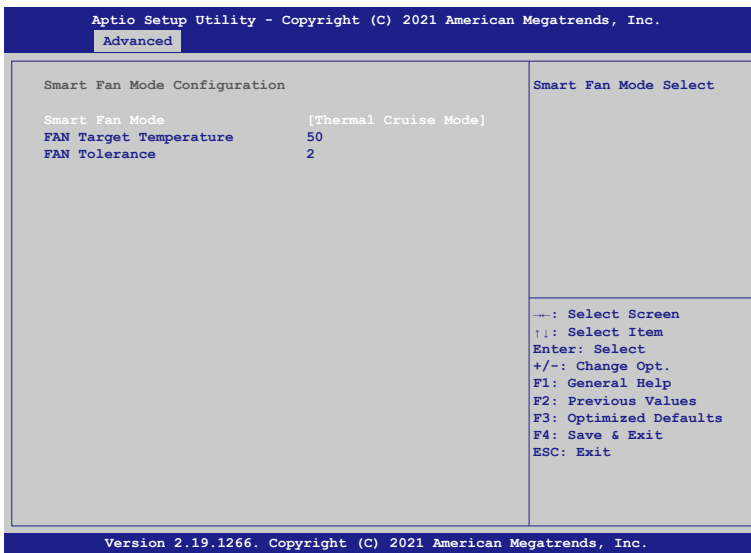 Aptio Setup Utility - Copyright (C) 2021 American Megatrends, Inc.
Advanced
Smart Fan Mode Configuration
Smart Fan Mode [Thermal Cruise Mode]
FAN Target Temperature 50
FAN Tolerance 2
Smart Fan Mode Select
→←: Select Screen
↑↓: Select Item
Enter: Select
+/-: Change Opt.
F1: General Help
F2: Previous Values
F3: Optimized Defaults
F4: Save & Exit
ESC: Exit
Version 2.19.1266. Copyright (C) 2021 American Megatrends, Inc.